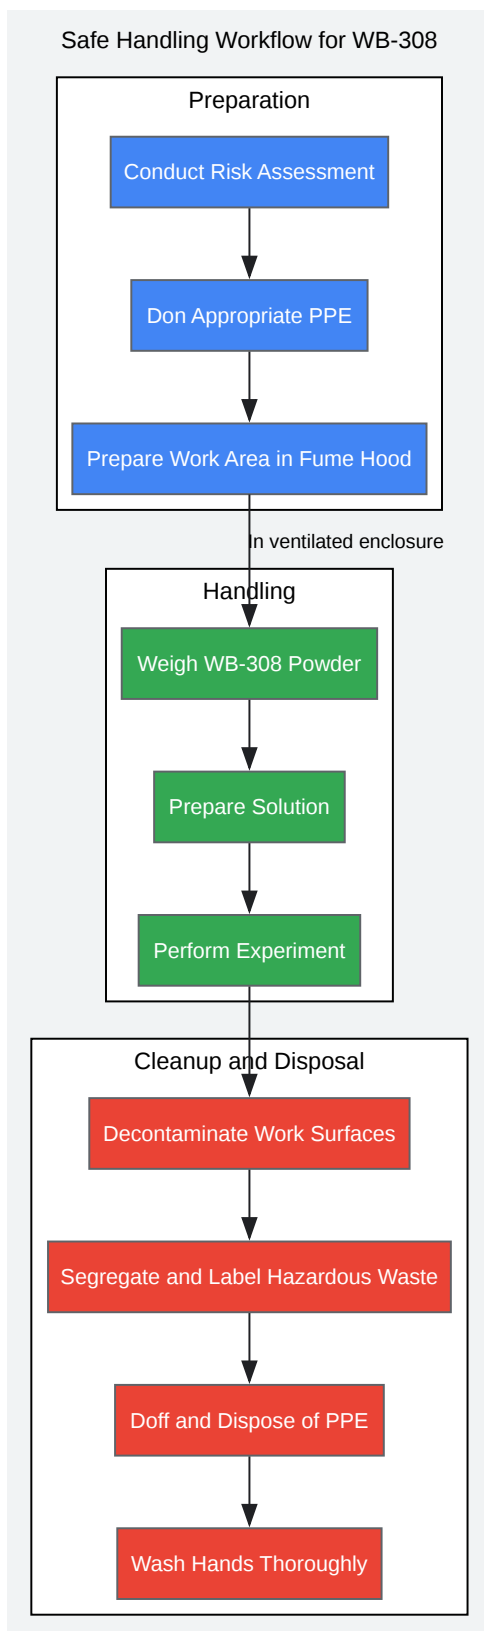 Safe Handling Workflow for WB-308
Preparation
Conduct Risk Assessment
Don Appropriate PPE
Prepare Work Area in Fume Hood
In ventilated enclosure
Handling
Weigh WB-308 Powder
Prepare Solution
Perform Experiment
Cleanup and Disposal
Decontaminate Work Surfaces
Segregate and Label Hazardous Waste
Doff and Dispose of PPE
Wash Hands Thoroughly